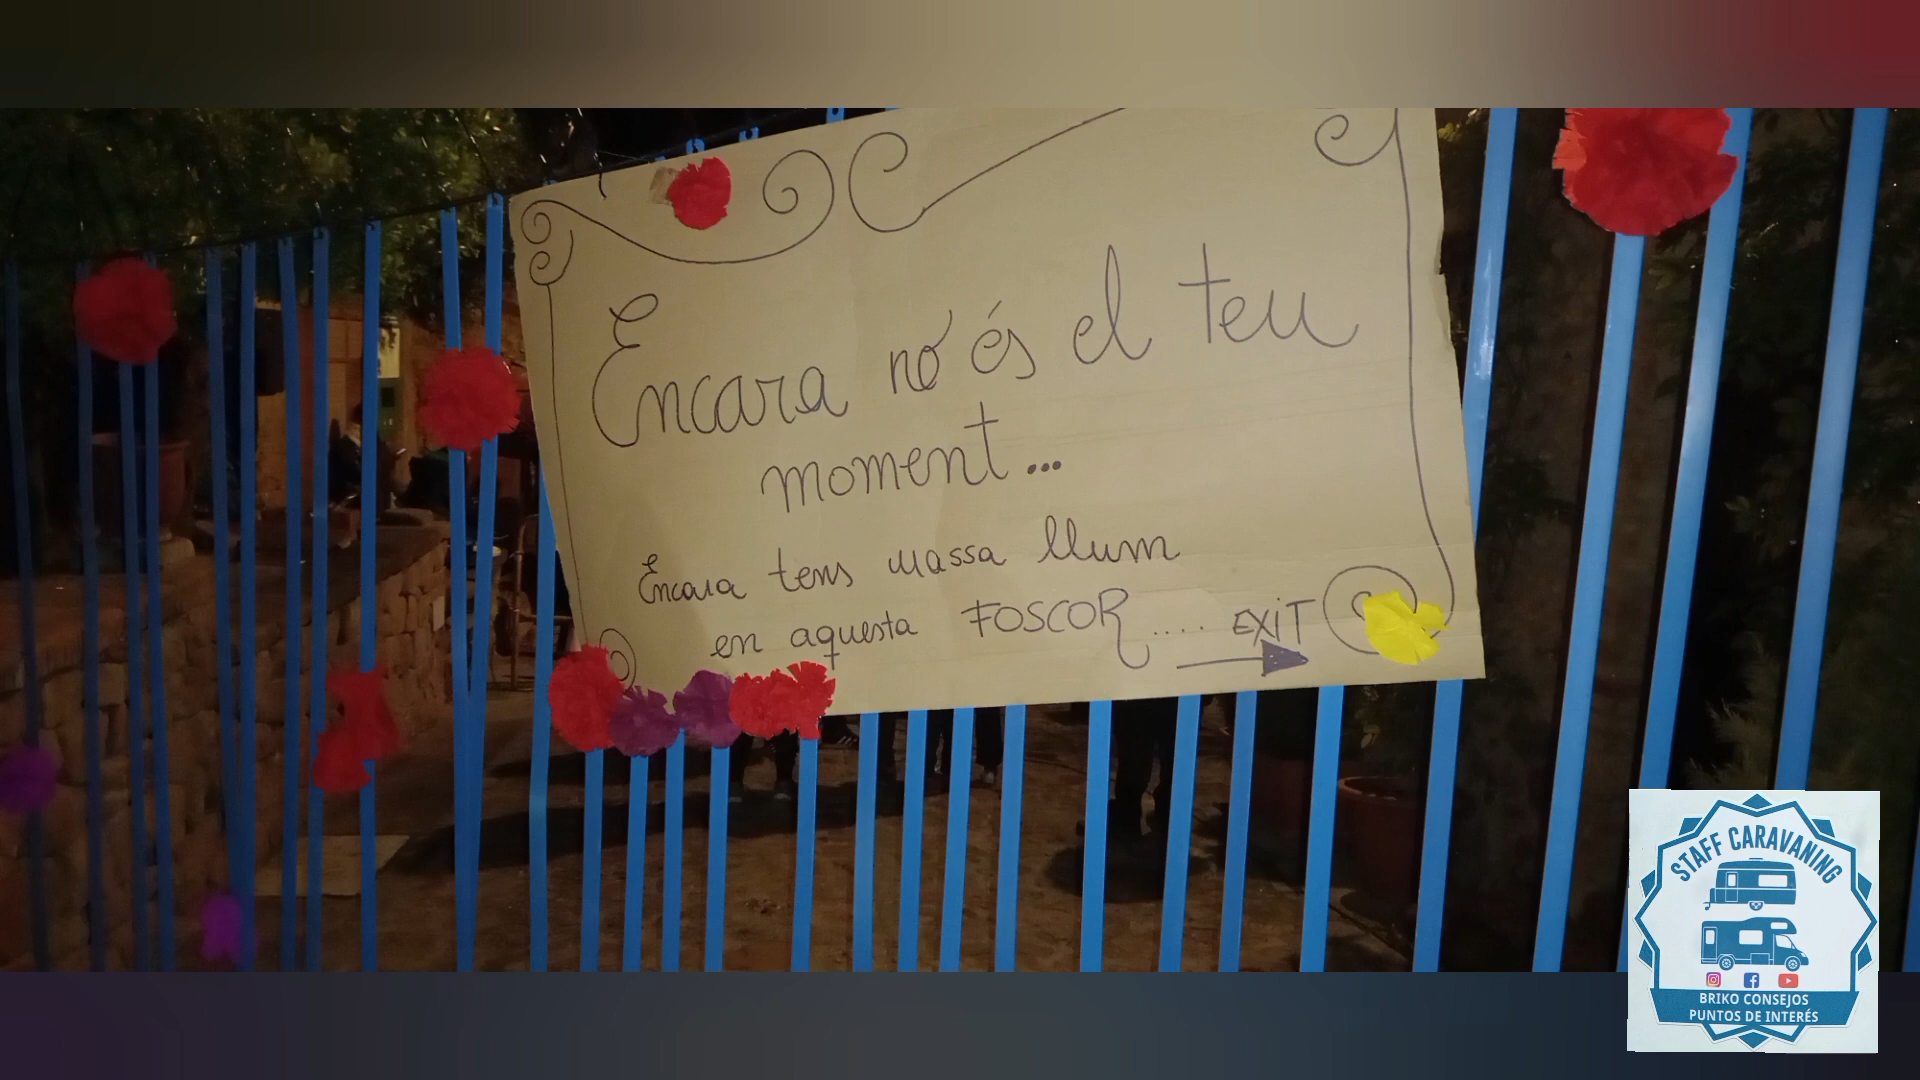 Encara no és el teu
moment...
Encara tens massa llum
en aquesta FOSCOR.... EXiT
STAFF CARAVANING
BRIKO CONSEJOS
PUNTOS DE INTERÉS